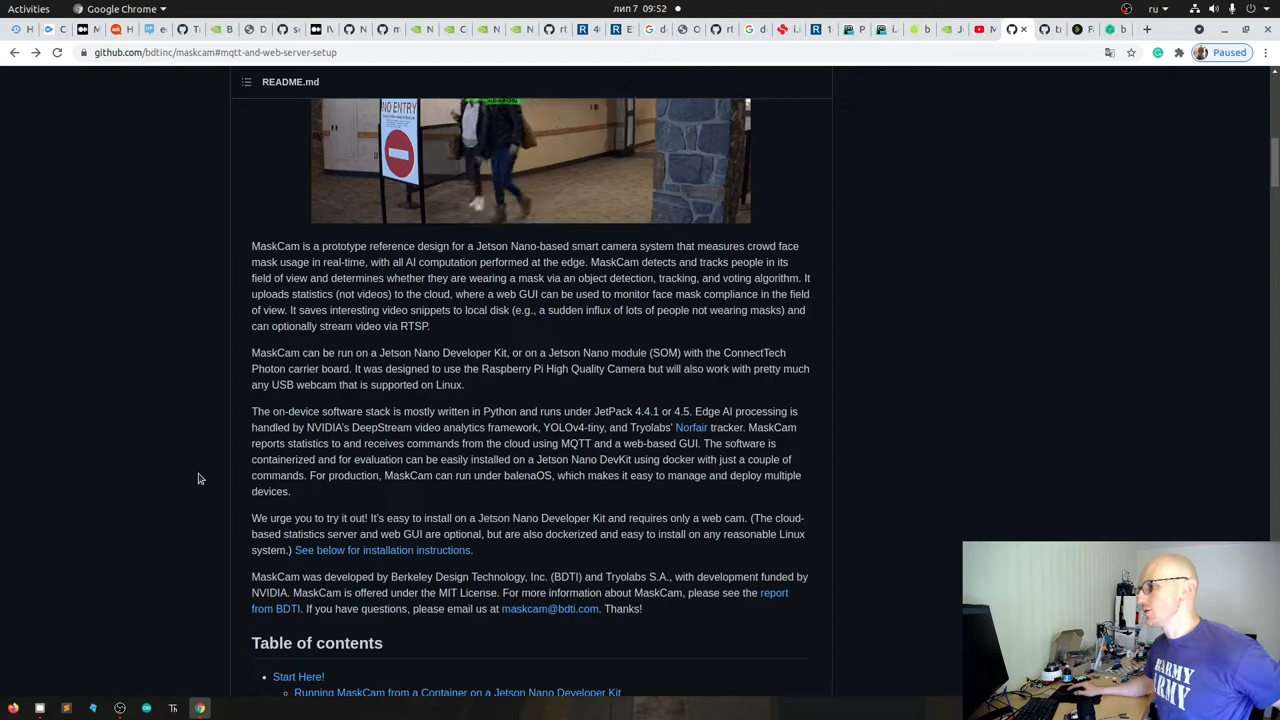 Activities Google Chrome лип 7 09:52 ru
github.com/bdtinc/maskcam#mqtt-and-web-server-setup Paused
README.md
NO ENTRY
MaskCam is a prototype reference design for a Jetson Nano-based smart camera system that measures crowd face
mask usage in real-time, with all AI computation performed at the edge. MaskCam detects and tracks people in its
field of view and determines whether they are wearing a mask via an object detection, tracking, and voting algorithm. It
uploads statistics (not videos) to the cloud, where a web GUI can be used to monitor face mask compliance in the field
of view. It saves interesting video snippets to local disk (e.g., a sudden influx of lots of people not wearing masks) and
can optionally stream video via RTSP.
MaskCam can be run on a Jetson Nano Developer Kit, or on a Jetson Nano module (SOM) with the ConnectTech
Photon carrier board. It was designed to use the Raspberry Pi High Quality Camera but will also work with pretty much
any USB webcam that is supported on Linux.
The on-device software stack is mostly written in Python and runs under JetPack 4.4.1 or 4.5. Edge AI processing is
handled by NVIDIA's DeepStream video analytics framework, YOLOv4-tiny, and Tryolabs' Norfair tracker. MaskCam
reports statistics to and receives commands from the cloud using MQTT and a web-based GUI. The software is
containerized and for evaluation can be easily installed on a Jetson Nano DevKit using docker with just a couple of
commands. For production, MaskCam can run under balenaOS, which makes it easy to manage and deploy multiple
devices.
We urge you to try it out! It's easy to install on a Jetson Nano Developer Kit and requires only a web cam. (The cloud-
based statistics server and web GUI are optional, but are also dockerized and easy to install on any reasonable Linux
system.) See below for installation instructions.
MaskCam was developed by Berkeley Design Technology, Inc. (BDTI) and Tryolabs S.A., with development funded by
NVIDIA. MaskCam is offered under the MIT License. For more information about MaskCam, please see the report
from BDTI. If you have questions, please email us at maskcam@bdti.com. Thanks!
Table of contents
Start Here!
Running MaskCam from a Container on a Jetson Nano Developer Kit
ARMY